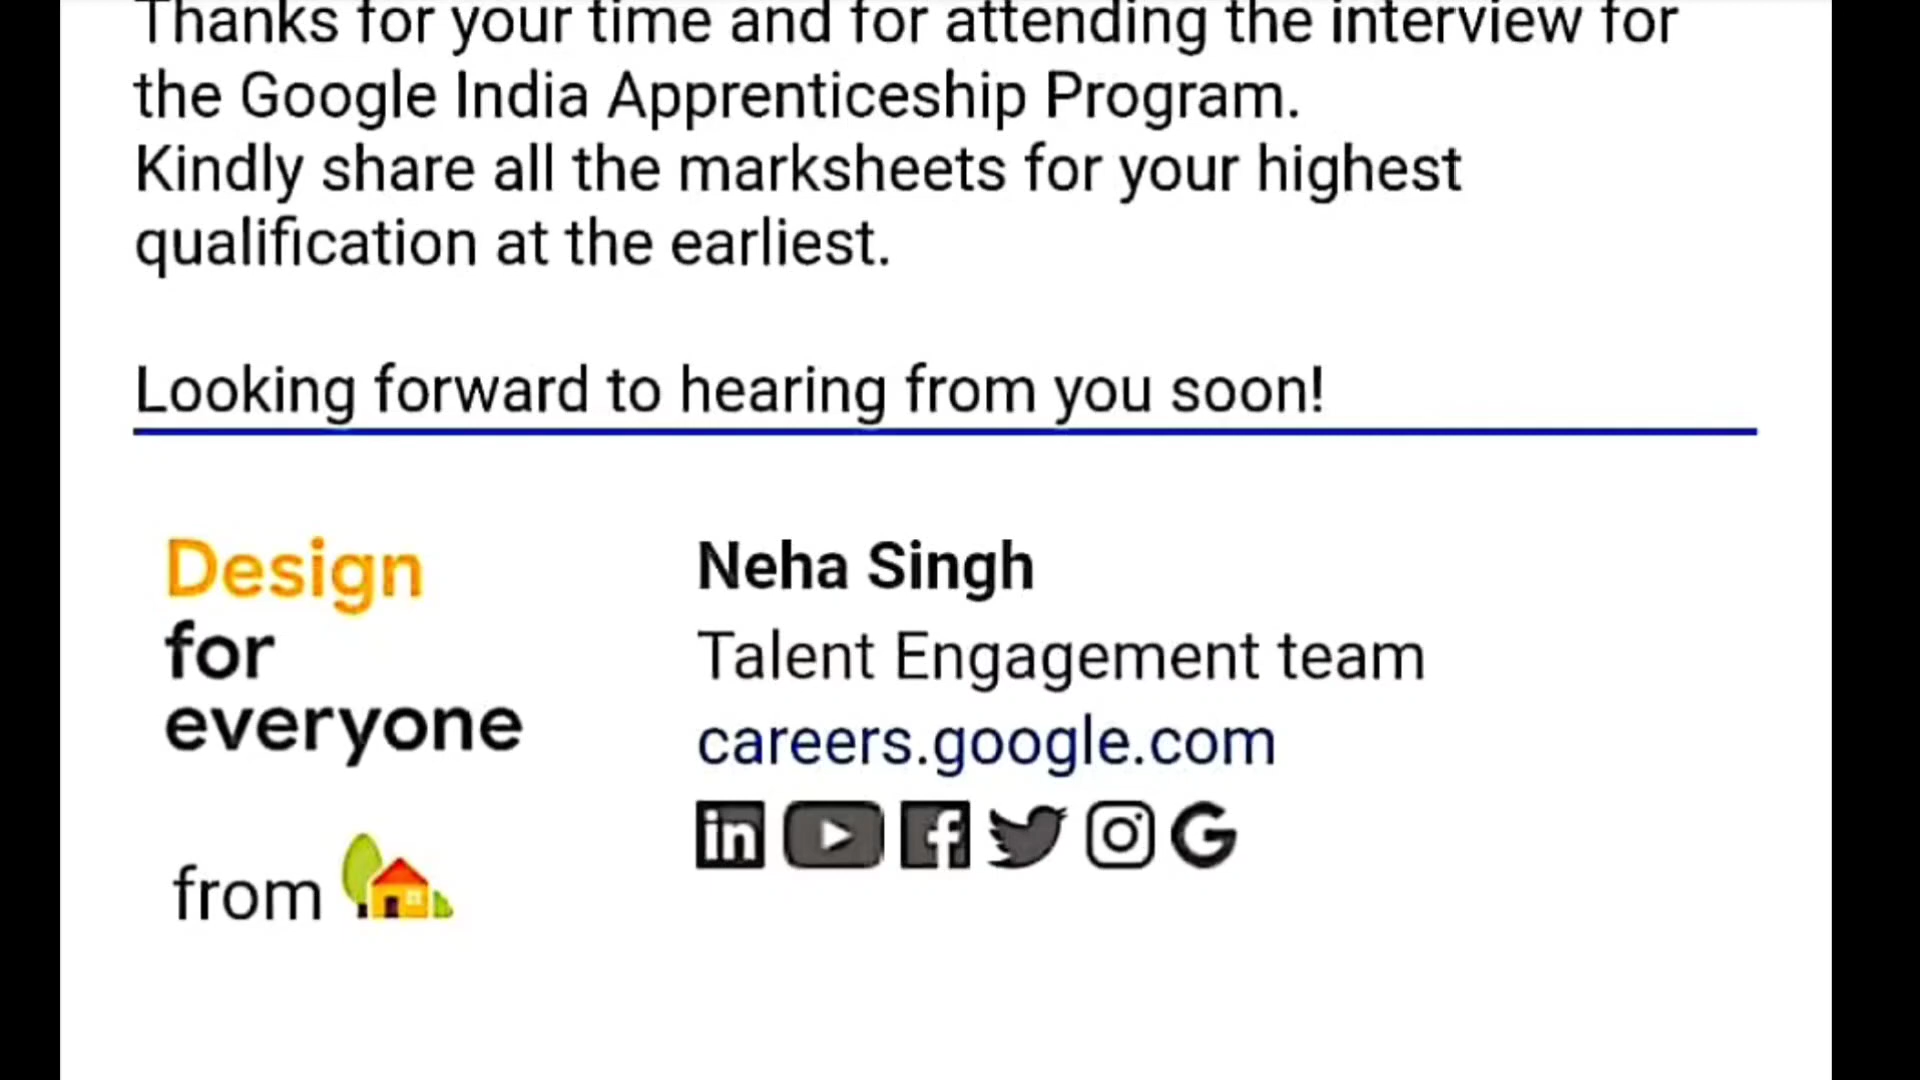 Thanks for your time and for attending the interview for
the Google India Apprenticeship Program.
Kindly share all the marksheets for your highest
qualification at the earliest.
Looking forward to hearing from you soon!
Design
for
everyone
from
Neha Singh
Talent Engagement team
careers.google.com
in f G